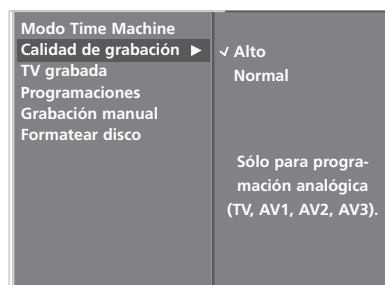 Modo Time Machine
Calidad de grabación ▶
TV grabada
Programaciones
Grabación manual
Formatear disco
✓ Alto
Normal
Sólo para progra-
mación analógica
(TV, AV1, AV2, AV3).